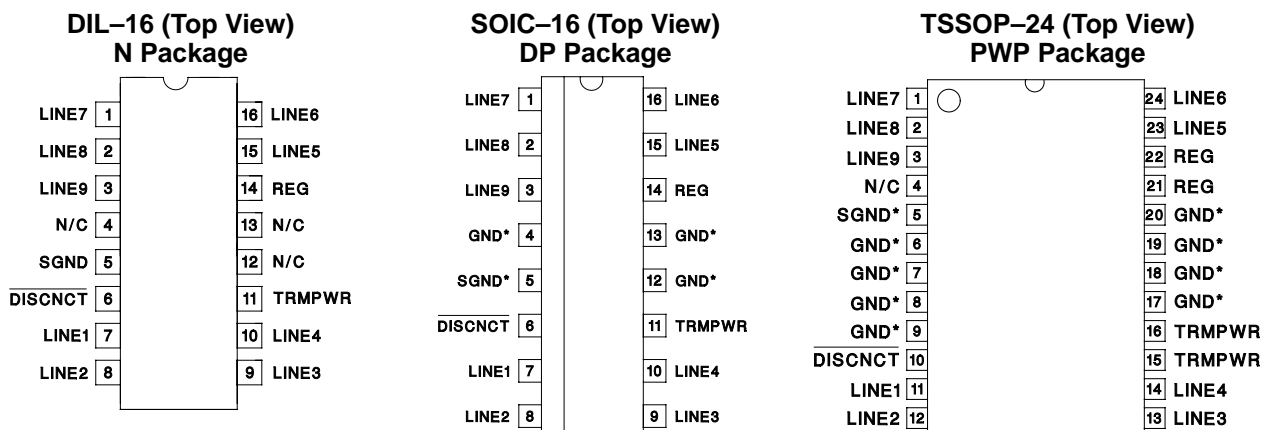 DIL–16 (Top View)
N Package
LINE7 1 16 LINE6
LINE8 2 15 LINE5
LINE9 3 14 REG
N/C 4 13 N/C
SGND 5 12 N/C
DISCNCT 6 11 TRMPWR
LINE1 7 10 LINE4
LINE2 8 9 LINE3
SOIC–16 (Top View)
DP Package
LINE7 1 16 LINE6
LINE8 2 15 LINE5
LINE9 3 14 REG
GND* 4 13 GND*
SGND* 5 12 GND*
DISCNCT 6 11 TRMPWR
LINE1 7 10 LINE4
LINE2 8 9 LINE3
TSSOP–24 (Top View)
PWP Package
LINE7 1 24 LINE6
LINE8 2 23 LINE5
LINE9 3 22 REG
N/C 4 21 REG
SGND* 5 20 GND*
GND* 6 19 GND*
GND* 7 18 GND*
GND* 8 17 GND*
GND* 9 16 TRMPWR
DISCNCT 10 15 TRMPWR
LINE1 11 14 LINE4
LINE2 12 13 LINE3